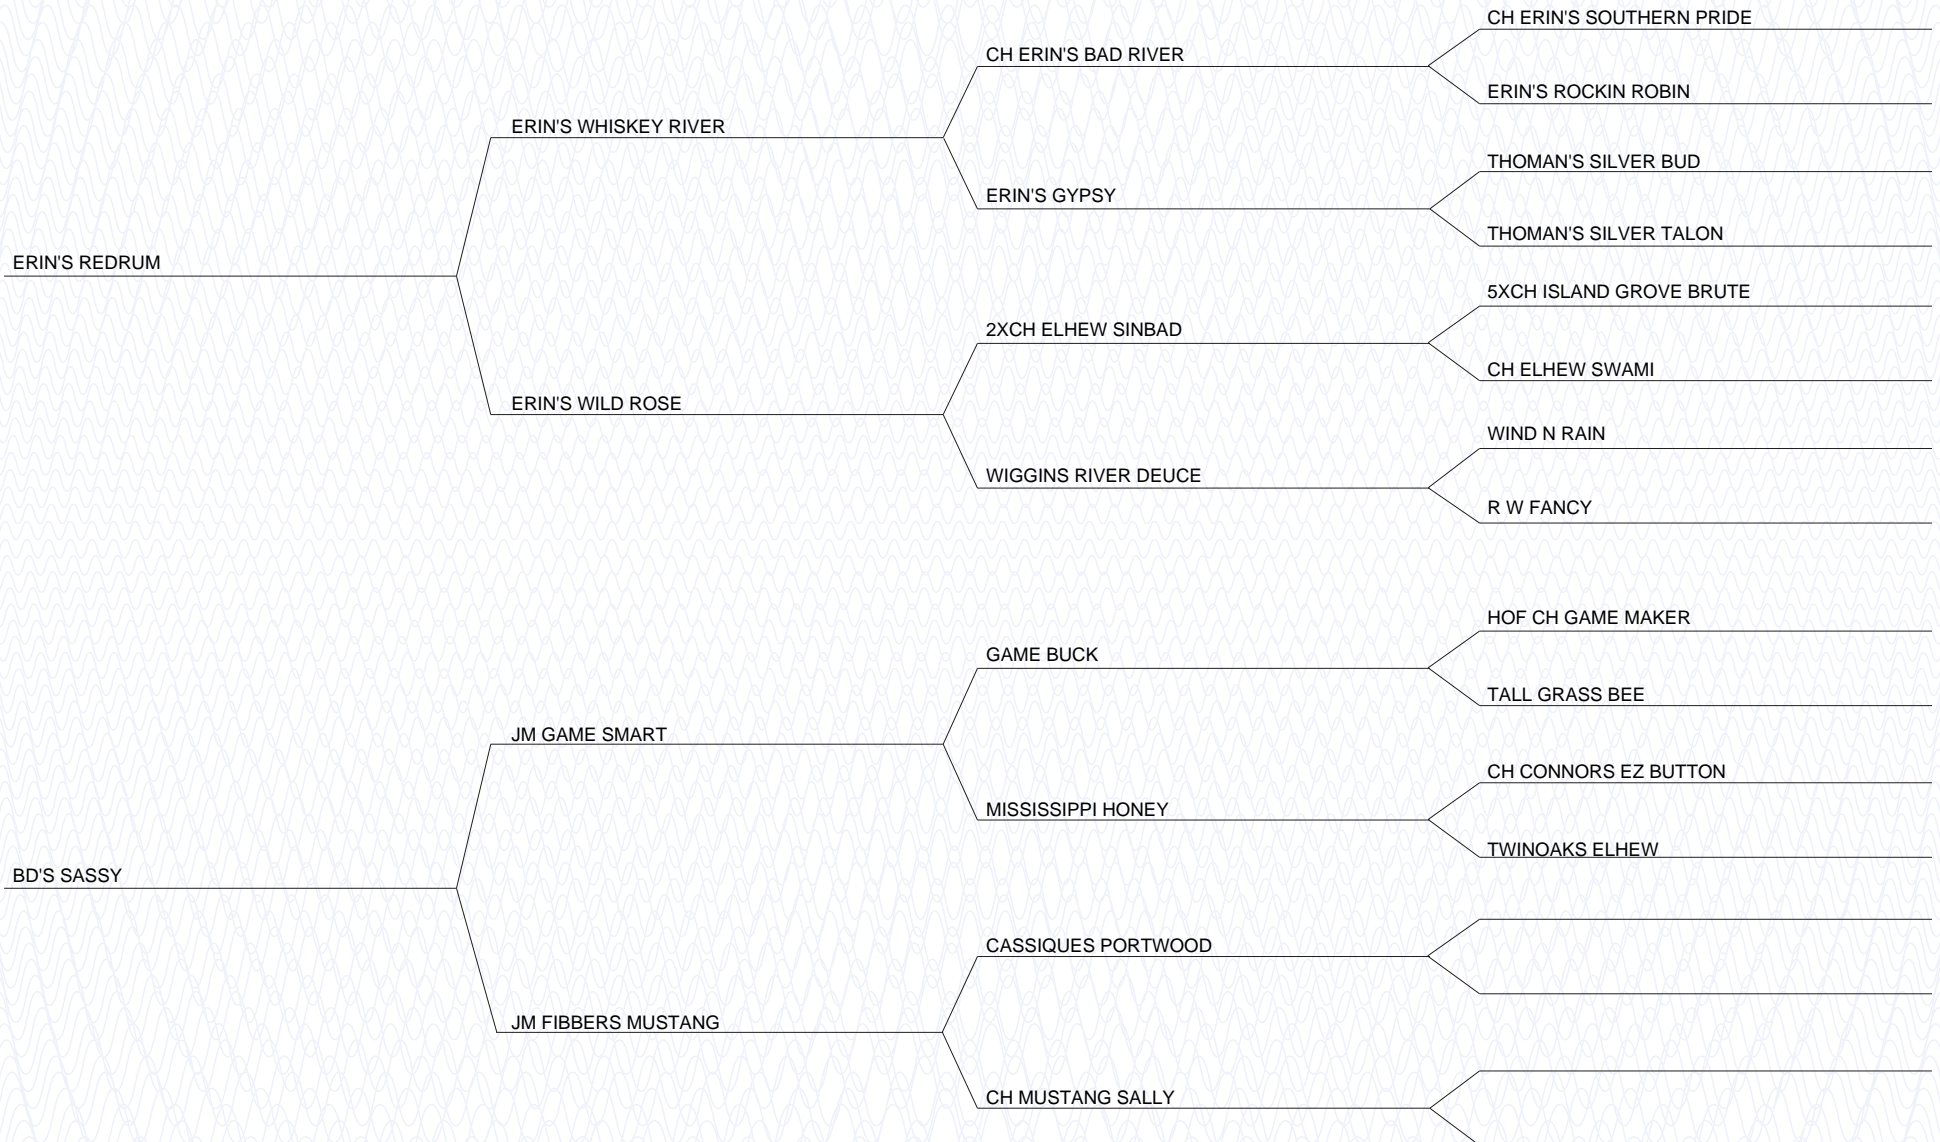 CH ERIN'S SOUTHERN PRIDE
CH ERIN'S BAD RIVER
ERIN'S ROCKIN ROBIN
ERIN'S WHISKEY RIVER
THOMAN'S SILVER BUD
ERIN'S GYPSY
THOMAN'S SILVER TALON
ERIN'S REDRUM
5XCH ISLAND GROVE BRUTE
2XCH ELHEW SINBAD
CH ELHEW SWAMI
ERIN'S WILD ROSE
WIND N RAIN
WIGGINS RIVER DEUCE
R W FANCY
HOF CH GAME MAKER
GAME BUCK
TALL GRASS BEE
JM GAME SMART
CH CONNORS EZ BUTTON
MISSISSIPPI HONEY
TWINOAKS ELHEW
BD'S SASSY
CASSIQUES PORTWOOD
JM FIBBERS MUSTANG
CH MUSTANG SALLY